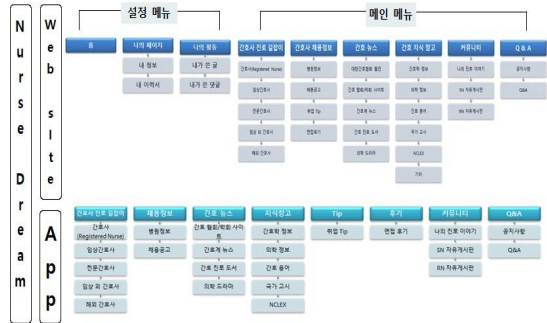 설정 메뉴
메인 메뉴
Nurse Dream
Web site
홈
나의 페이지
나의 활동
간호사 진로 길잡이
간호사 채용정보
간호 뉴스
간호 지식 창고
커뮤니티
Q & A
내 정보
내가 쓴 글
간호사(Registered Nurse)
병원정보
대한간호협회 활란
간호학 정보
나의 진로 이야기
공지사항
내 이력서
내가 쓴 댓글
임상간호사
채용공고
간호 협회/학회 사이트
의학 정보
SN 자유게시판
Q&A
전문간호사
취업 Tip
간호계 뉴스
간호 용어
RN 자유게시판
임상 외 간호사
면접후기
간호 진로 도서
국가 고시
해외 간호사
의학 드라마
NCLEX
기타
App
간호사 진로 길잡이
채용정보
간호 뉴스
지식창고
Tip
후기
커뮤니티
Q&A
간호사
(Registered Nurse)
병원정보
간호 협회/학회 사이
트
간호학 정보
취업 Tip
면접 후기
나의 진로 이야기
공지사항
임상간호사
채용공고
간호계 뉴스
의학 정보
SN 자유게시판
Q&A
전문간호사
간호 진로 도서
간호 용어
RN 자유게시판
임상 외 간호사
의학 드라마
국가 고시
해외 간호사
NCLEX